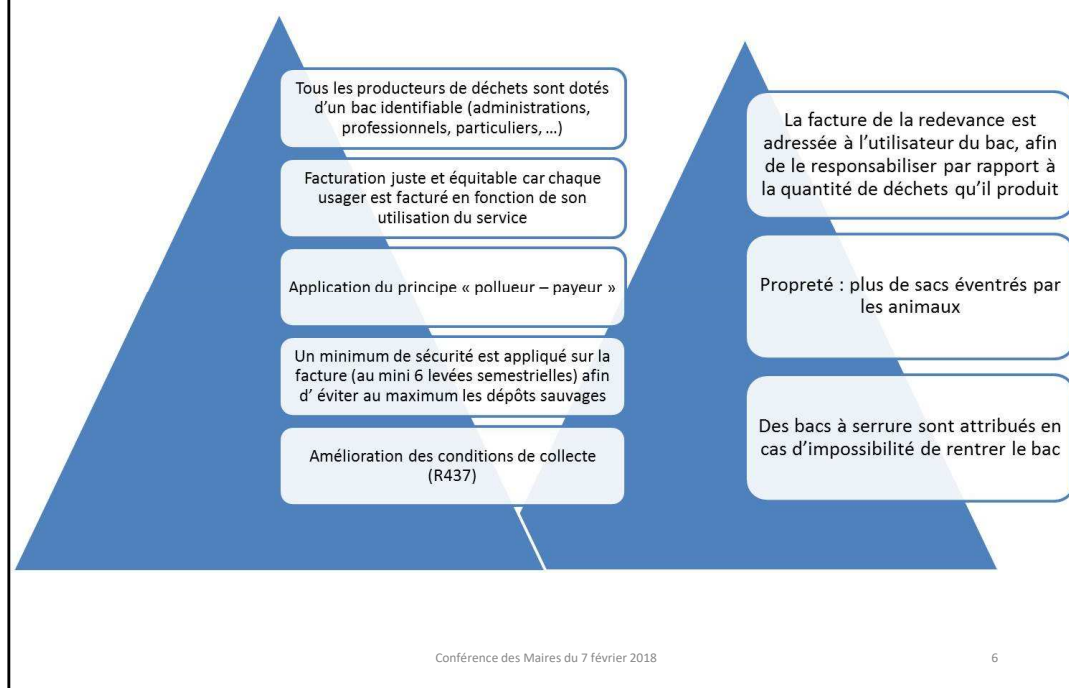 Tous les producteurs de déchets sont dotés
d'un bac identifiable (administrations,
professionnels, particuliers, ...)
Facturation juste et équitable car chaque
usager est facturé en fonction de son
utilisation du service
Application du principe « pollueur – payeur »
Un minimum de sécurité est appliqué sur la
facture (au mini 6 levées semestrielles) afin
d' éviter au maximum les dépôts sauvages
Amélioration des conditions de collecte
(R437)
La facture de la redevance est
adressée à l'utilisateur du bac, afin
de le responsabiliser par rapport à
la quantité de déchets qu'il produit
Propreté : plus de sacs éventrés par
les animaux
Des bacs à serrure sont attribués en
cas d'impossibilité de rentrer le bac
Conférence des Maires du 7 février 2018
6